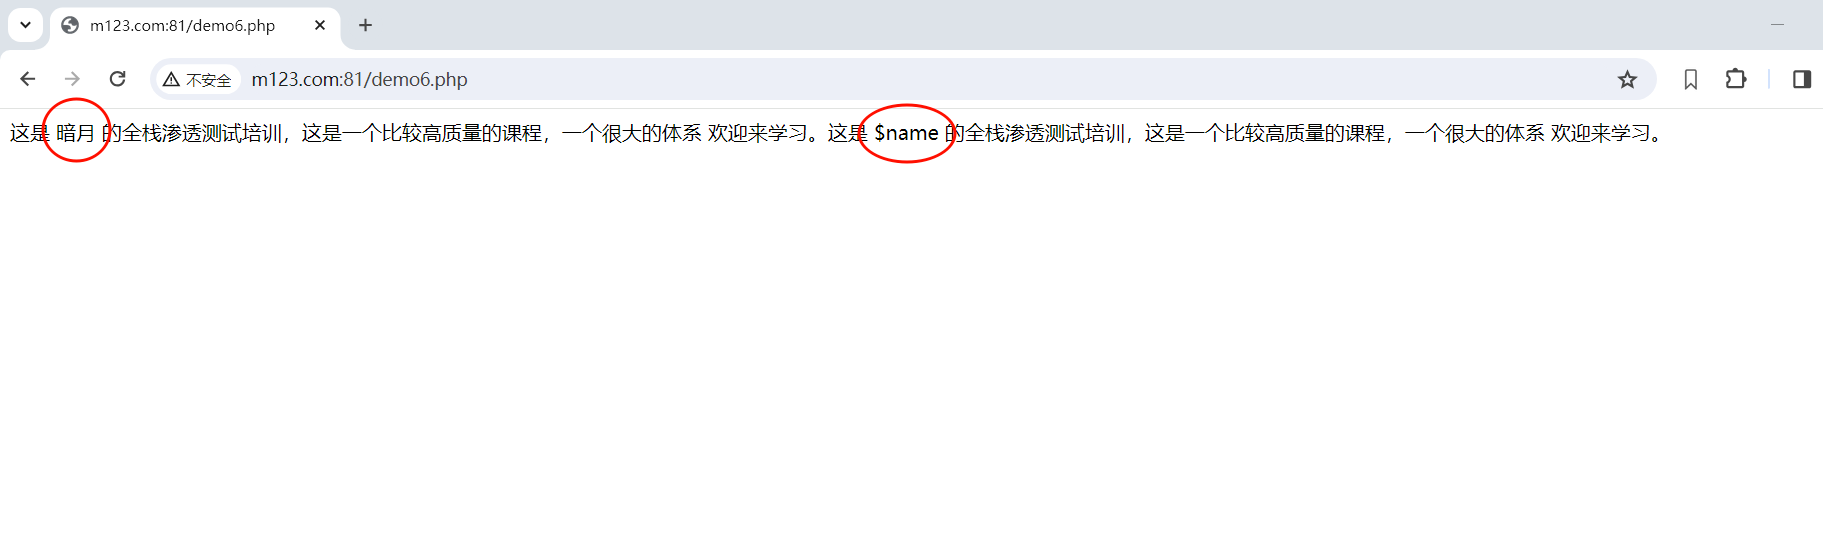 m123.com:81/demo6.php
不安全 m123.com:81/demo6.php
这是 暗月 的全栈渗透测试培训，这是一个比较高质量的课程，一个很大的体系 欢迎来学习。这是 $name 的全栈渗透测试培训，这是一个比较高质量的课程，一个很大的体系 欢迎来学习。